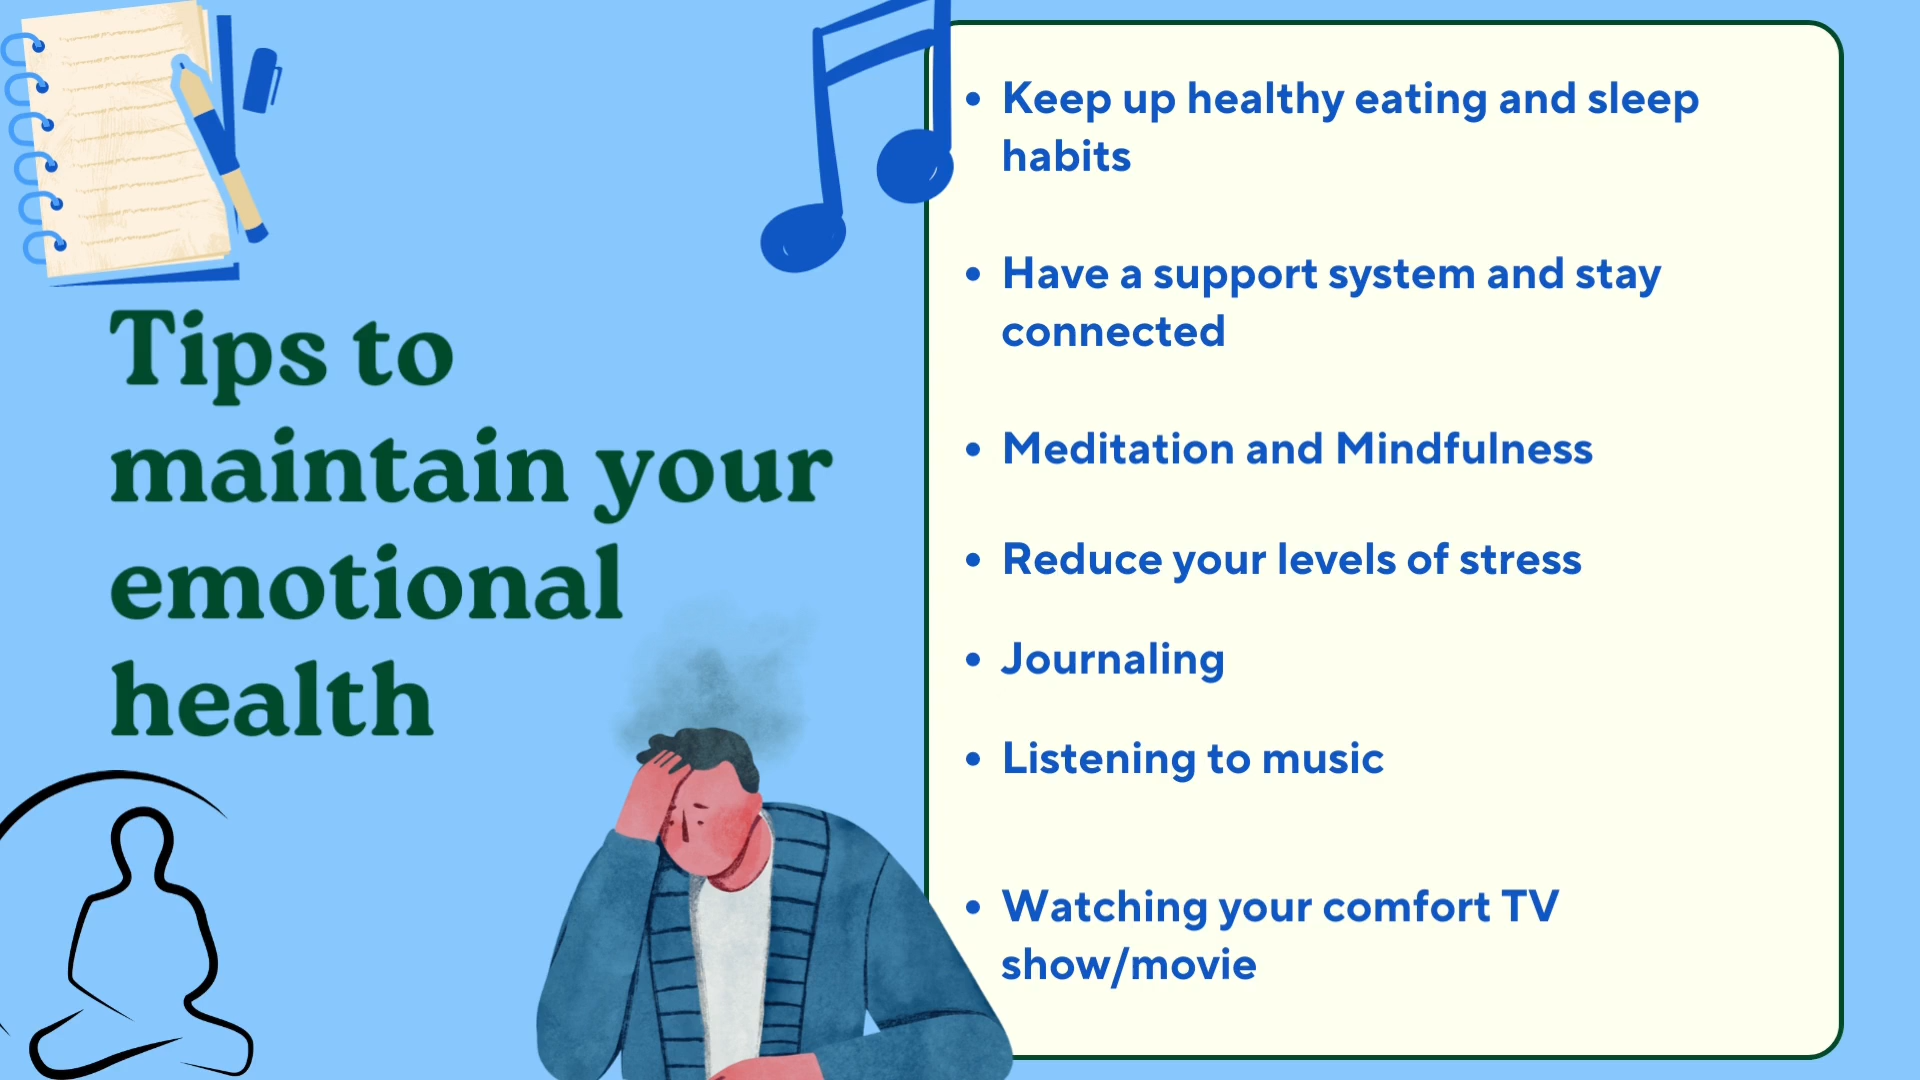 Tips to
maintain your
emotional
health
• Keep up healthy eating and sleep
habits
• Have a support system and stay
connected
• Meditation and Mindfulness
• Reduce your levels of stress
• Journaling
• Listening to music
• Watching your comfort TV
show/movie